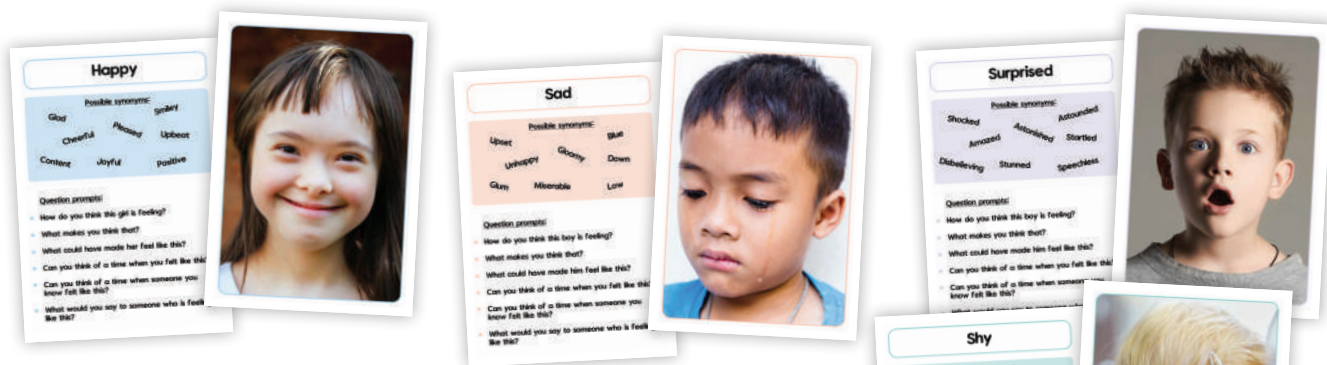 Happy
Possible synonyms:
Glad
Smiley
Cheerful
Pleased
Upbeat
Content
Joyful
Positive
Question prompts:
How do you think this girl is feeling?
What makes you think that?
What could have made her feel like this?
Can you think of a time when you felt like this
Can you think of a time when someone you
know felt like this?
What would you say to someone who is feeli
like this?
Sad
Possible synonyms:
Upset
Blue
Unhappy
Gloomy
Down
Glum
Miserable
Low
Question prompts:
How do you think this boy is feeling?
What makes you think that?
What could have made him feel like this?
Can you think of a time when you felt like this
Can you think of a time when someone you
know felt like this?
What would you say to someone who is feeli
like this?
Surprised
Possible synonyms:
Shocked
Astounded
Amazed
Astonished
Startled
Disbelieving
Stunned
Speechless
Question prompts:
How do you think this boy is feeling?
What makes you think that?
What could have made him feel like this?
Can you think of a time when you felt like this
Can you think of a time when someone you
know felt like this?
Shy